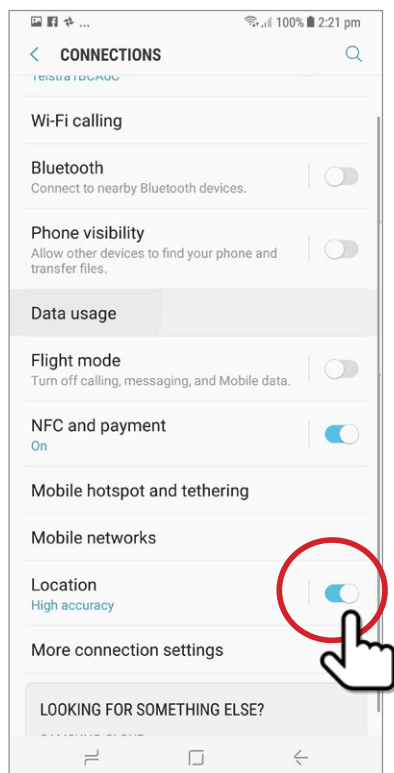 ... 100% 2:21 pm
CONNECTIONS
Wi-Fi calling
Bluetooth
Connect to nearby Bluetooth devices.
Phone visibility
Allow other devices to find your phone and
transfer files.
Data usage
Flight mode
Turn off calling, messaging, and Mobile data.
NFC and payment
On
Mobile hotspot and tethering
Mobile networks
Location
High accuracy
More connection settings
LOOKING FOR SOMETHING ELSE?